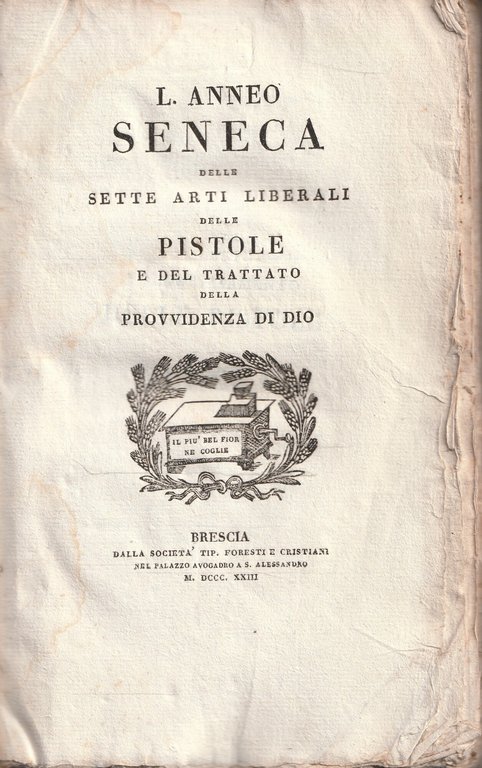 L. ANNEO
SENECA
DELLE
SETTE ARTI LIBERALI
DELLE
PISTOLE
E DEL TRATTATO
DELLA
PROVVIDENZA DI DIO
IL PIU' BEL FIOR
NE COGLIE
BRESCIA
DALLA SOCIETA' TIP. FORESTI E CRISTIANI
NEL PALAZZO AVOGADRO A S. ALESSANDRO
M. DCCC. XXIII